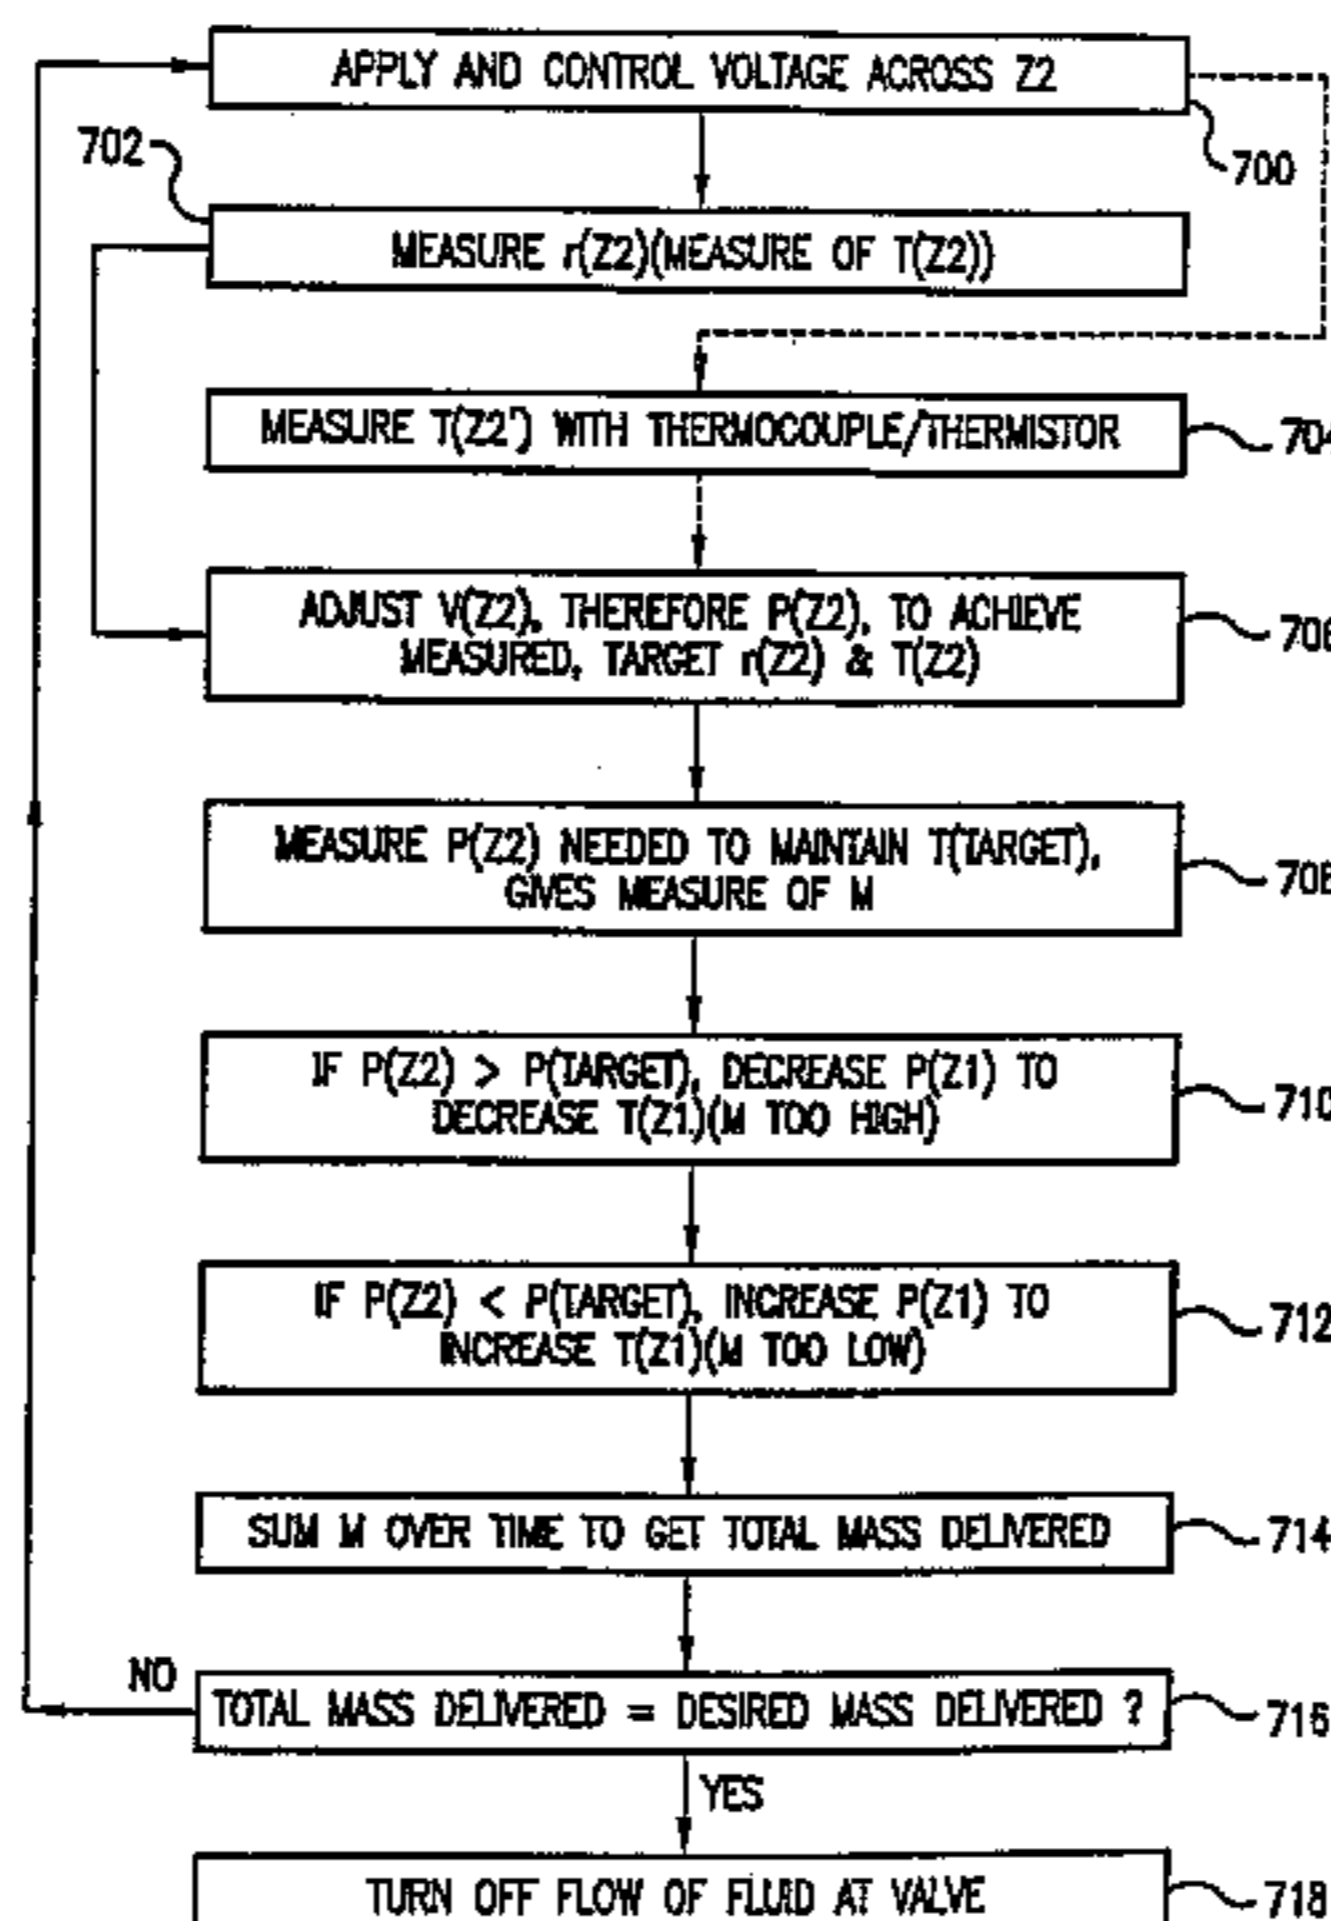 APPLY AND CONTROL VOLTAGE ACROSS Z2
700
702
MEASURE r(Z2)(MEASURE OF T(Z2))
MEASURE T(Z2') WITH THERMOCOUPLE/THERMISTOR
704
ADJUST V(Z2), THEREFORE P(Z2), TO ACHIEVE
MEASURED, TARGET r(Z2) & T(Z2)
706
MEASURE P(Z2) NEEDED TO MAINTAIN T(TARGET),
GIVES MEASURE OF M
708
IF P(Z2) > P(TARGET), DECREASE P(Z1) TO
DECREASE T(Z1)(M TOO HIGH)
710
IF P(Z2) < P(TARGET), INCREASE P(Z1) TO
INCREASE T(Z1)(M TOO LOW)
712
SUM M OVER TIME TO GET TOTAL MASS DELIVERED
714
NO
TOTAL MASS DELIVERED = DESIRED MASS DELIVERED ?
716
YES
TURN OFF FLOW OF FLUID AT VALVE
718